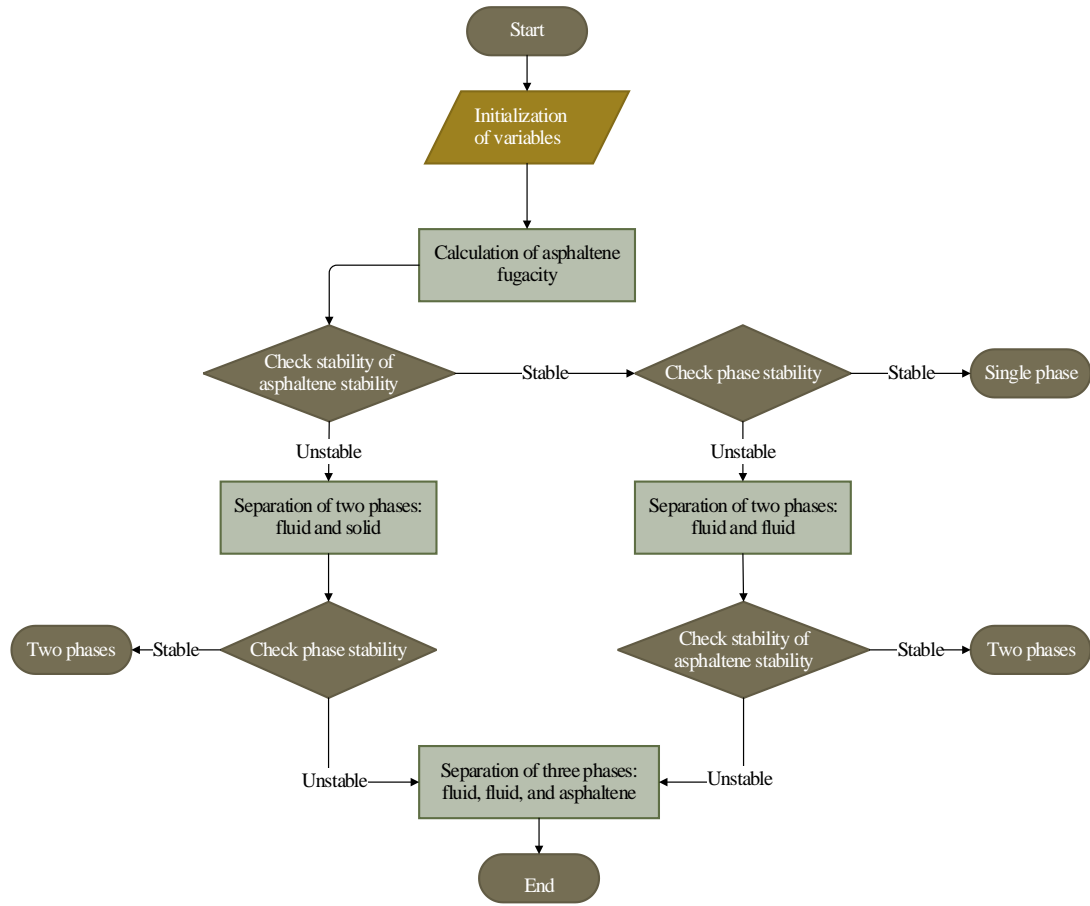 Start
Initialization
of variables
Calculation of asphaltene
fugacity
Check stability of
asphaltene stability
Stable
Check phase stability
Stable
Single phase
Unstable
Unstable
Separation of two phases:
fluid and solid
Separation of two phases:
fluid and fluid
Two phases
Stable
Check phase stability
Check stability of
asphaltene stability
Stable
Two phases
Unstable
Separation of three phases:
fluid, fluid, and asphaltene
Unstable
End